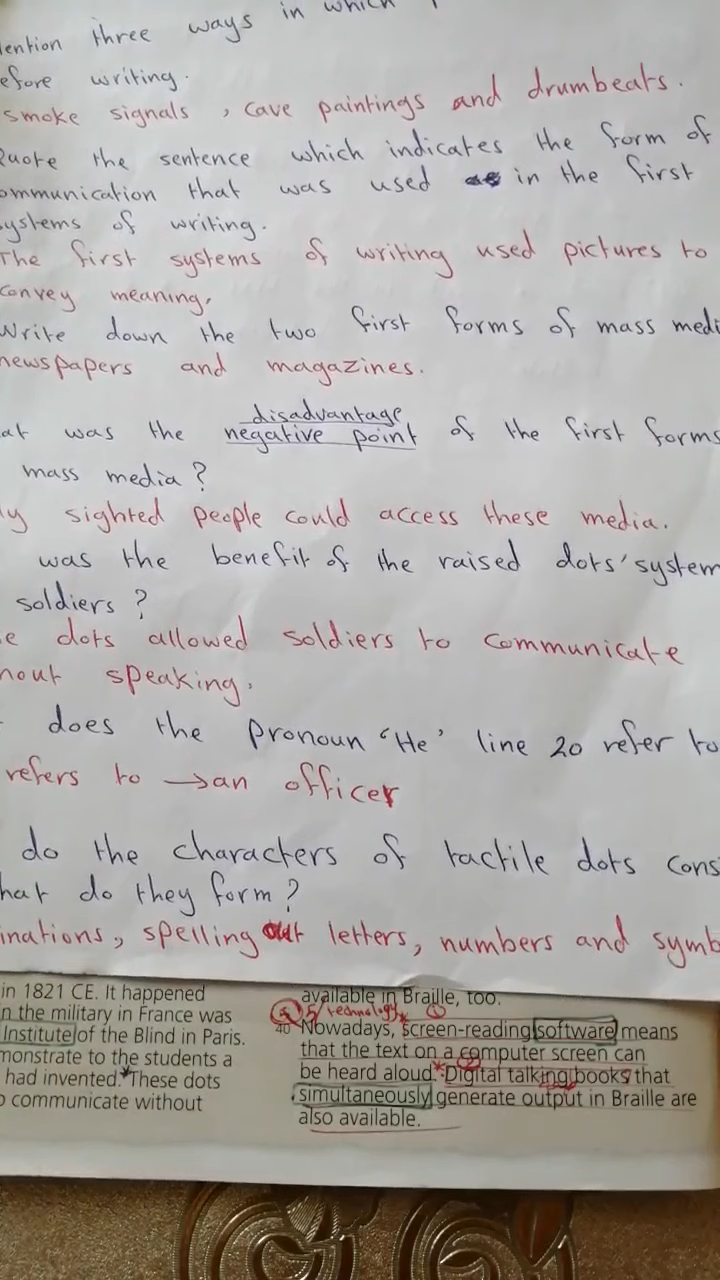 ention three ways in which
efore writing.
smoke signals , cave paintings and drumbeats.
Quote the sentence which indicates the form of
ommunication that was used in the first
ystems of writing.
The first systems of writing used pictures to
convey meaning.
Write down the two first forms of mass medi
newspapers and magazines.
disadvantage
at was the negative point of the first forms
mass media ?
ly sighted people could access these media.
was the benefit of the raised dots' system
soldiers ?
e dots allowed soldiers to communicate
hout speaking.
does the pronoun 'He' line 20 refer to
refers to → an officer
do the characters of tactile dots cons
hat do they form ?
inations, spelling out letters, numbers and symb
in 1821 CE. It happened
n the military in France was
Institute of the Blind in Paris.
monstrate to the students a
had invented. These dots
o communicate without
available in Braille, too.
5/ technology
40 Nowadays, screen-reading software means
that the text on a computer screen can
be heard aloud. Digital talking books that
simultaneously generate output in Braille are
also available.